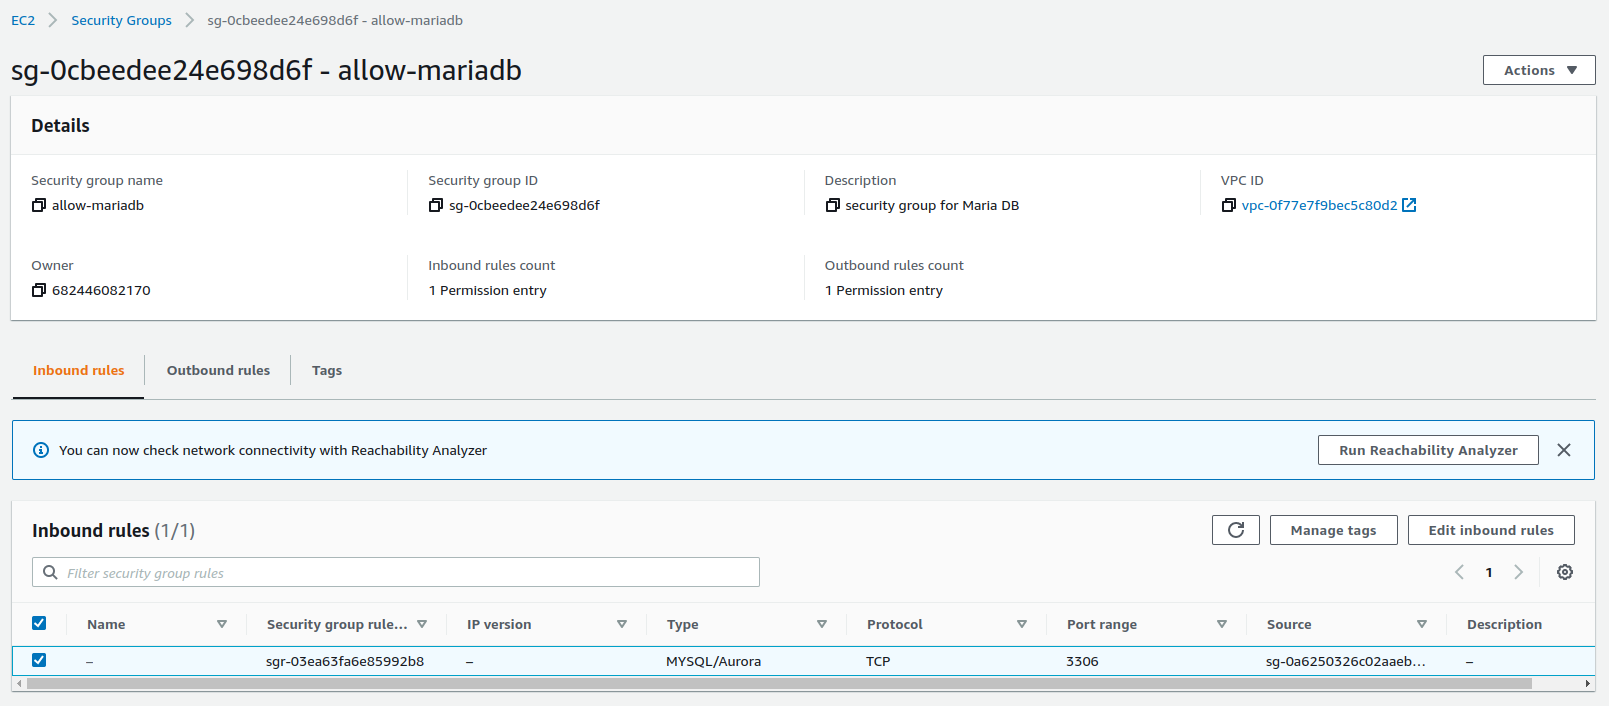 EC2 > Security Groups > sg-0cbeedee24e698d6f - allow-mariadb
sg-0cbeedee24e698d6f - allow-mariadb
Actions
Details
Security group name
allow-mariadb
Security group ID
sg-0cbeedee24e698d6f
Description
security group for Maria DB
VPC ID
vpc-0f77e7f9bec5c80d2
Owner
682446082170
Inbound rules count
1 Permission entry
Outbound rules count
1 Permission entry
Inbound rules Outbound rules Tags
You can now check network connectivity with Reachability Analyzer
Run Reachability Analyzer
Inbound rules (1/1)
Manage tags
Edit inbound rules
Filter security group rules
1
Name Security group rule... IP version Type Protocol Port range Source Description
– sgr-03ea63fa6e85992b8 – MYSQL/Aurora TCP 3306 sg-0a6250326c02aaeb... –